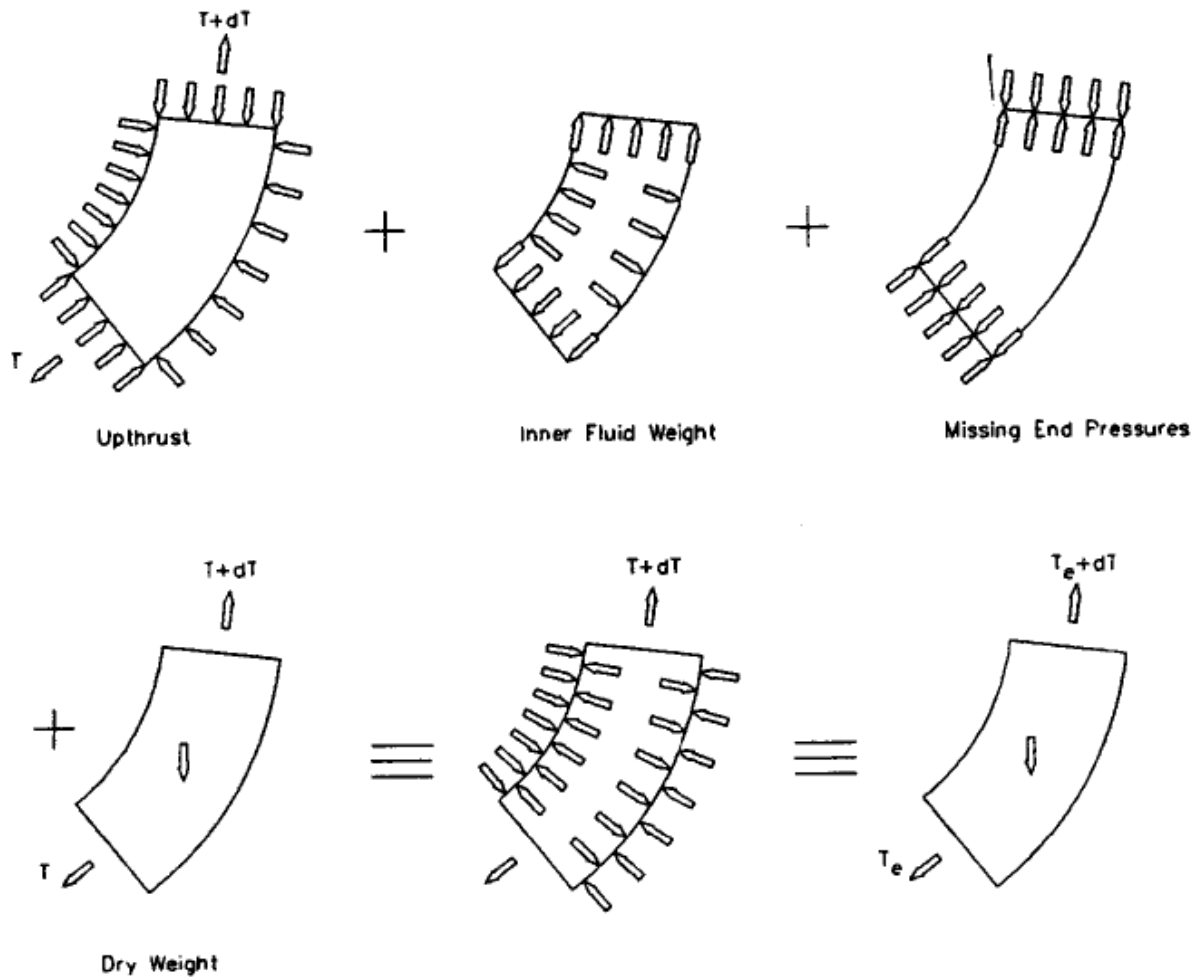 T+dT
+
+
T
Upthrust
Inner Fluid Weight
Missing End Pressures
T+dT
T+dT
Te+dT
+
≡
≡
T
Te
Dry Weight